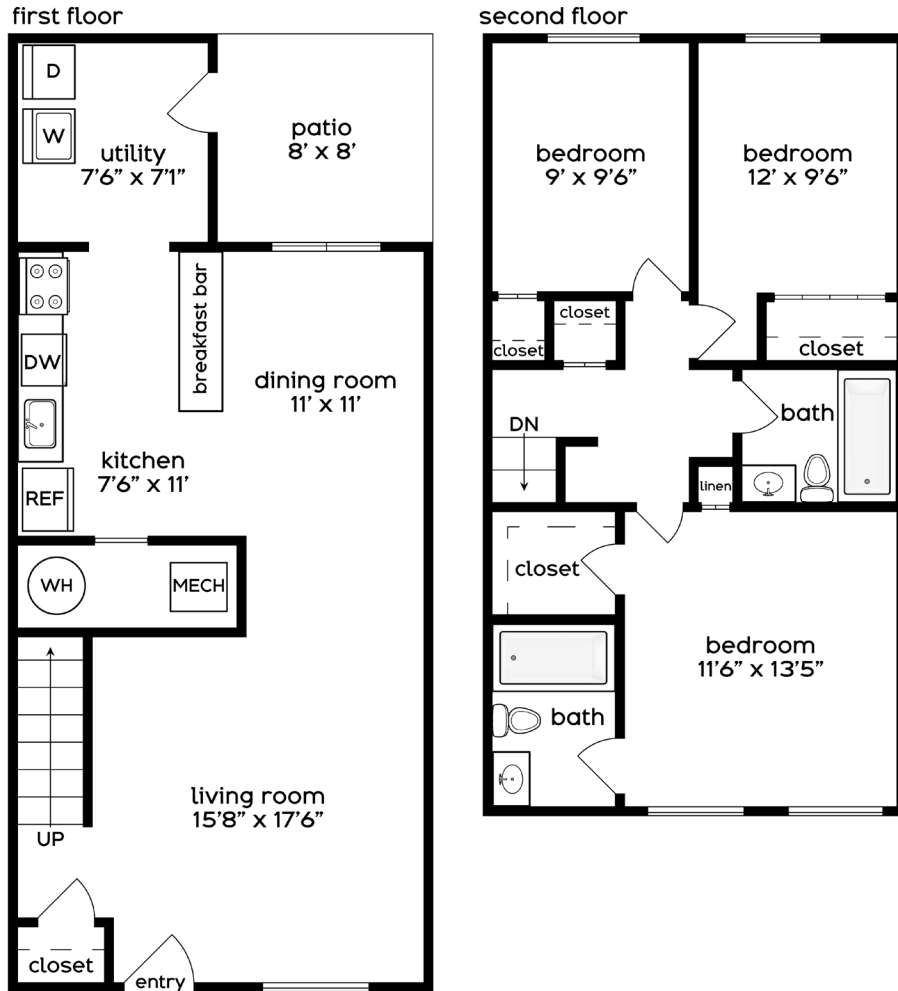 first floor
D
W
utility
7’6” x 7’1”
patio
8’ x 8’
breakfast bar
DW
dining room
11’ x 11’
kitchen
7’6” x 11’
REF
WH
MECH
living room
15’8” x 17’6”
UP
closet
entry
second floor
bedroom
9’ x 9’6”
bedroom
12’ x 9’6”
closet
closet
closet
DN
bath
linen
closet
bedroom
11’6” x 13’5”
bath